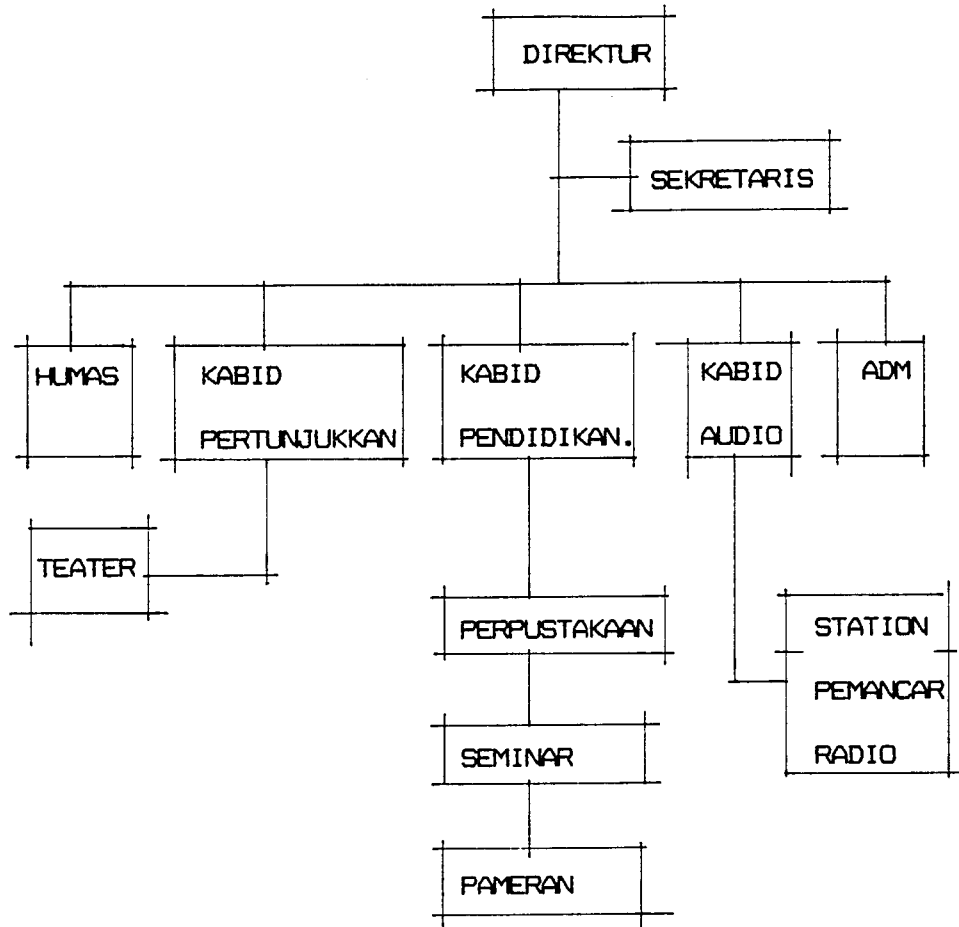 DIREKTUR
SEKRETARIS
HUMAS
KABID
PERTUNJUKKAN
KABID
PENDIDIKAN.
KABID
AUDIO
ADM
TEATER
PERPUSTAKAAN
SEMINAR
PAMERAN
STATION
PEMANCAR
RADIO